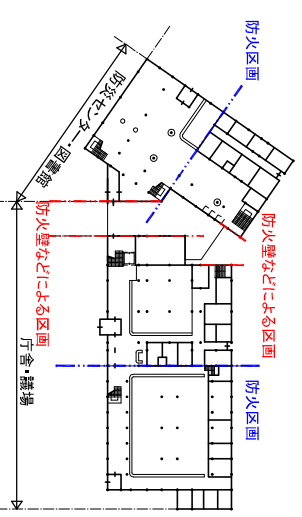 防火区画
防災センター・図書館
防火壁などによる区画
防火壁などによる区画
庁舎・議場
防火区画